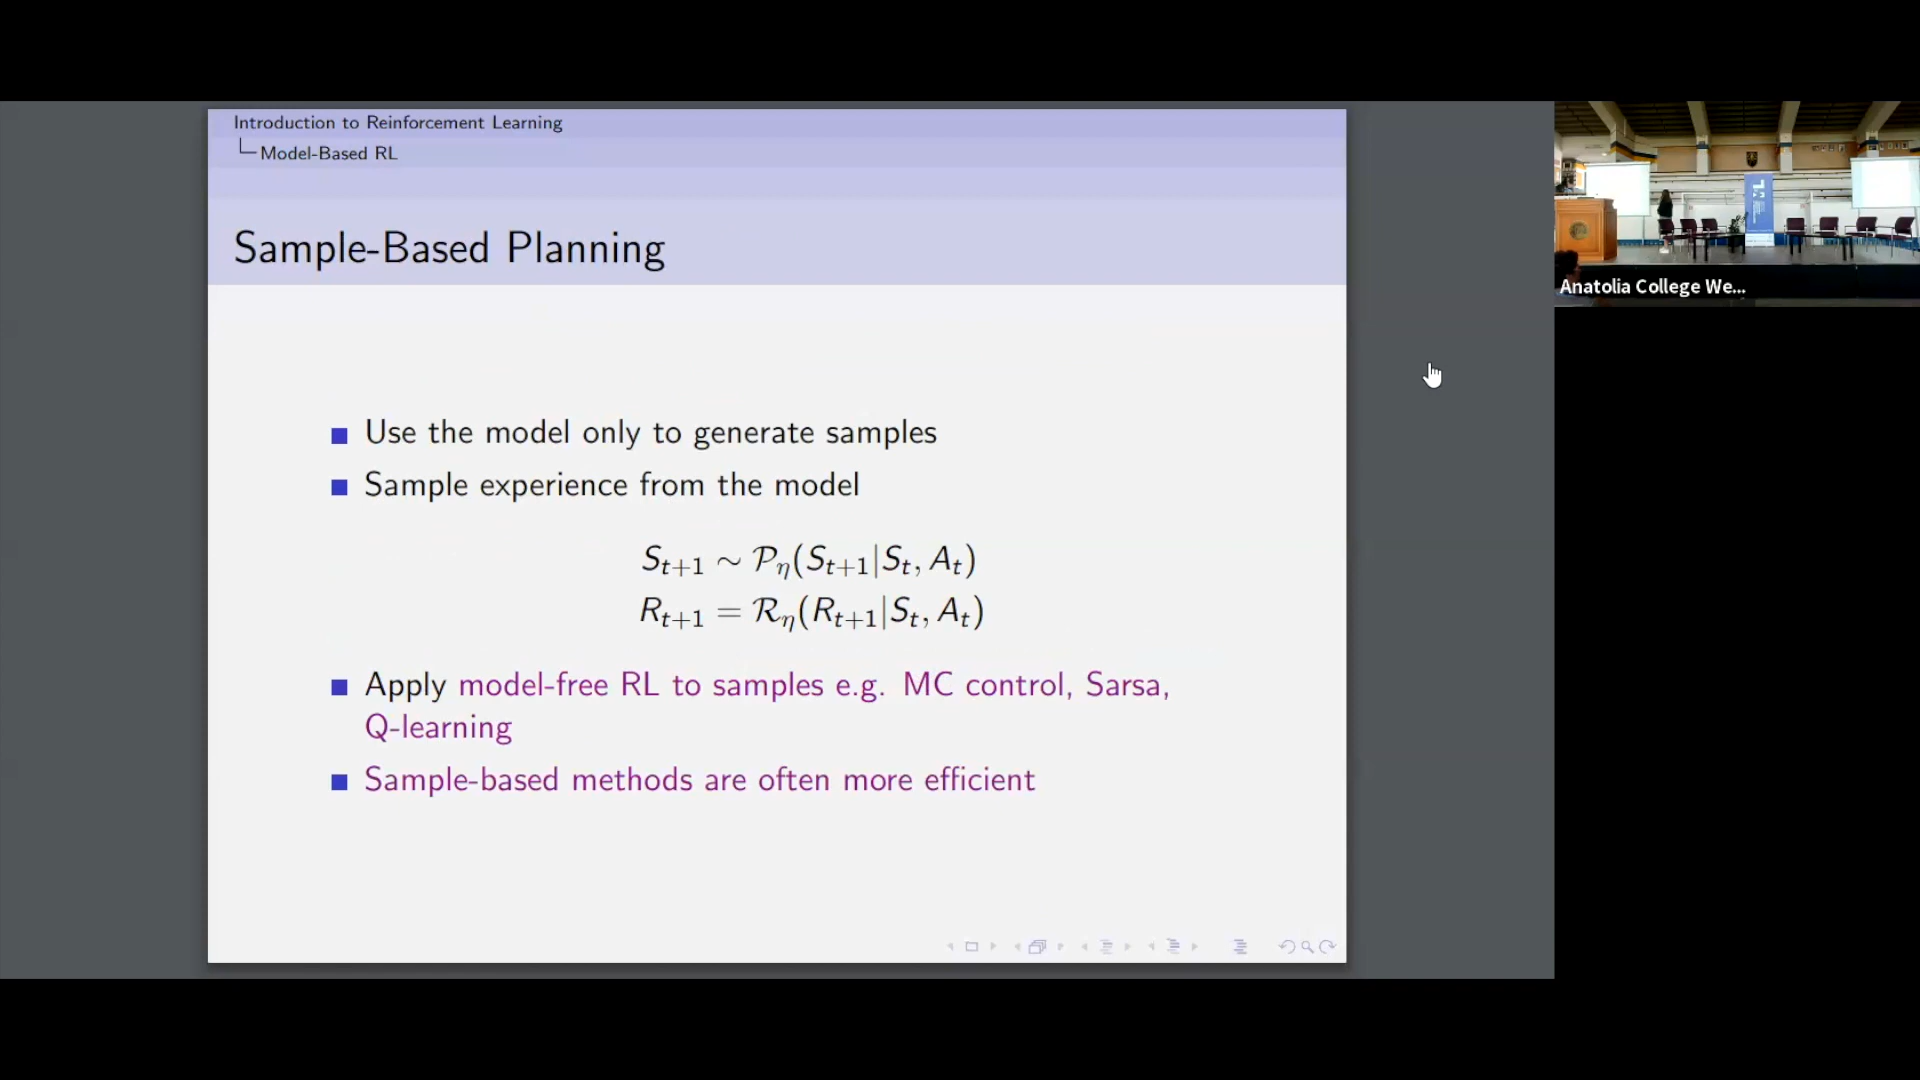 Introduction to Reinforcement Learning
Model-Based RL
Sample-Based Planning
Use the model only to generate samples
Sample experience from the model
S_{t+1} ~ P_η(S_{t+1}|S_t, A_t)
R_{t+1} = R_η(R_{t+1}|S_t, A_t)
Apply model-free RL to samples e.g. MC control, Sarsa,
Q-learning
Sample-based methods are often more efficient
Anatolia College We...